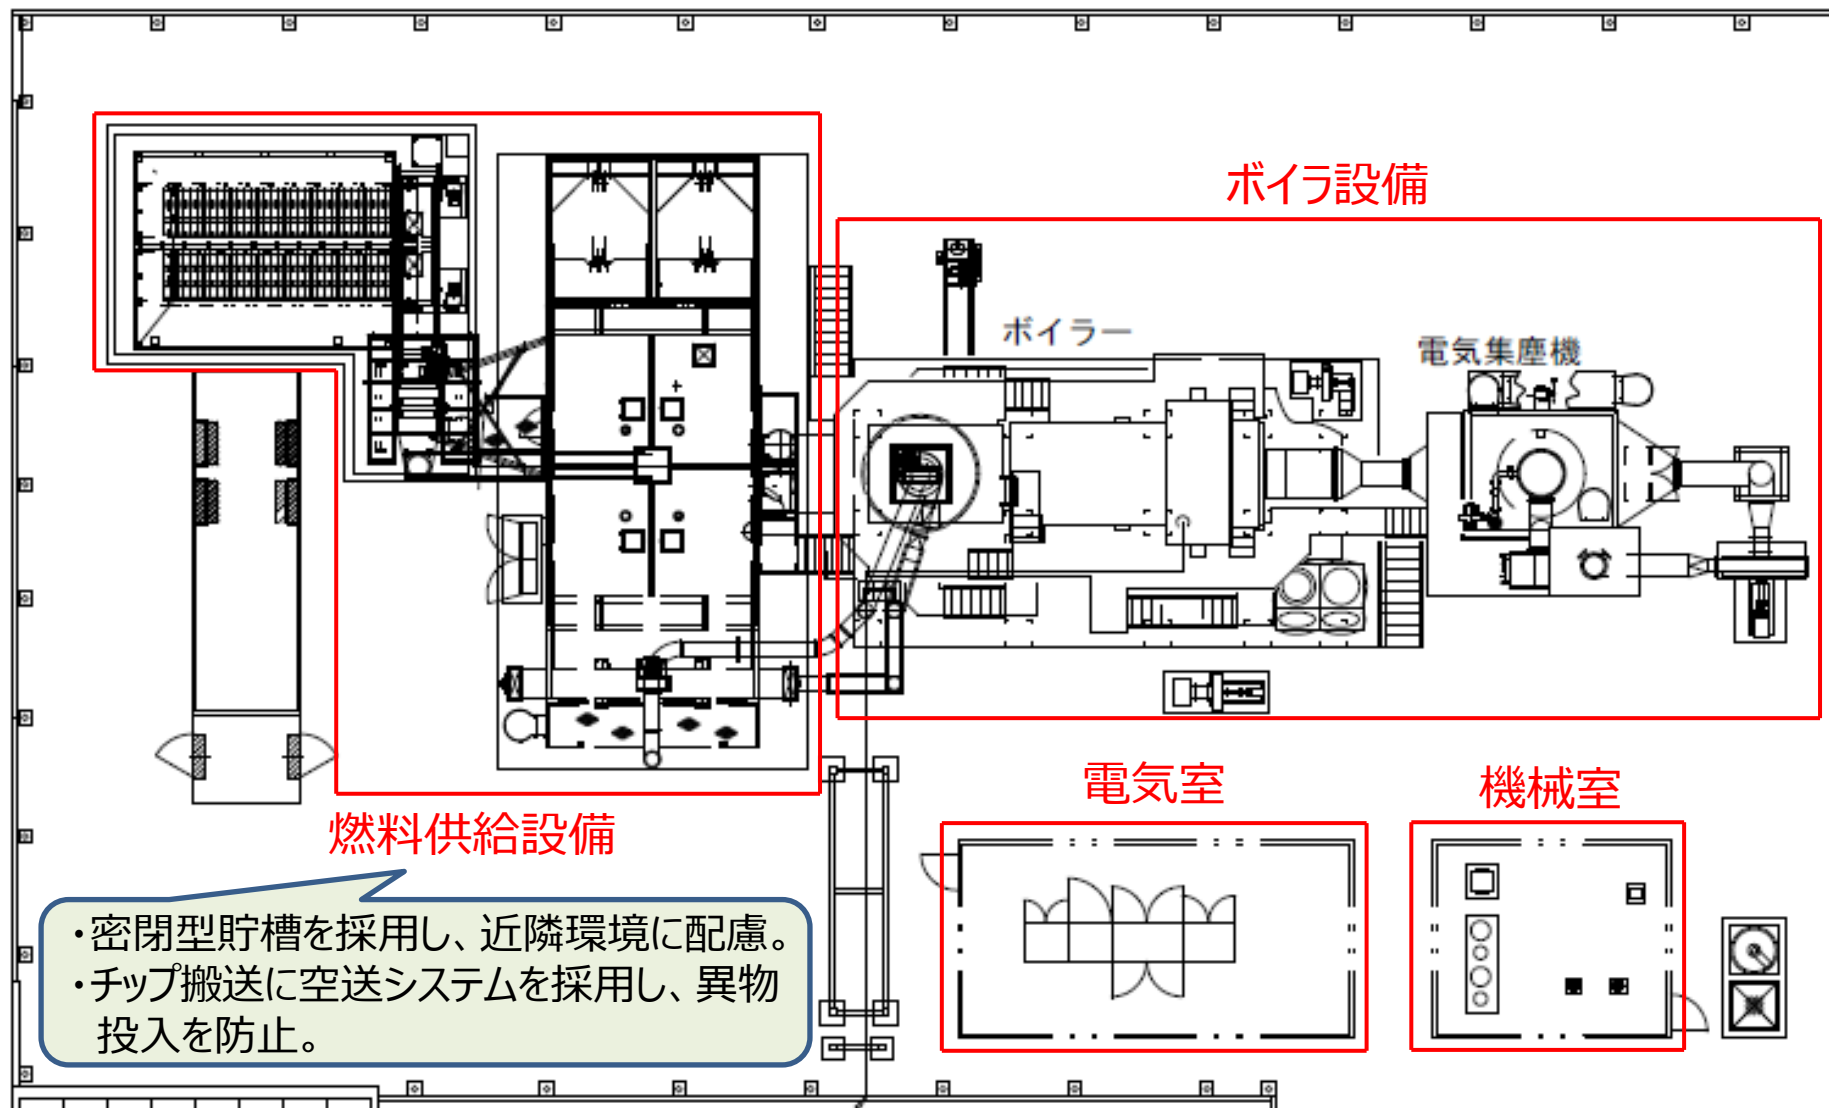 ボイラ設備
ボイラー
電気集塵機
電気室
機械室
燃料供給設備
・密閉型貯槽を採用し、近隣環境に配慮。
・チップ搬送に空送システムを採用し、異物
投入を防止。